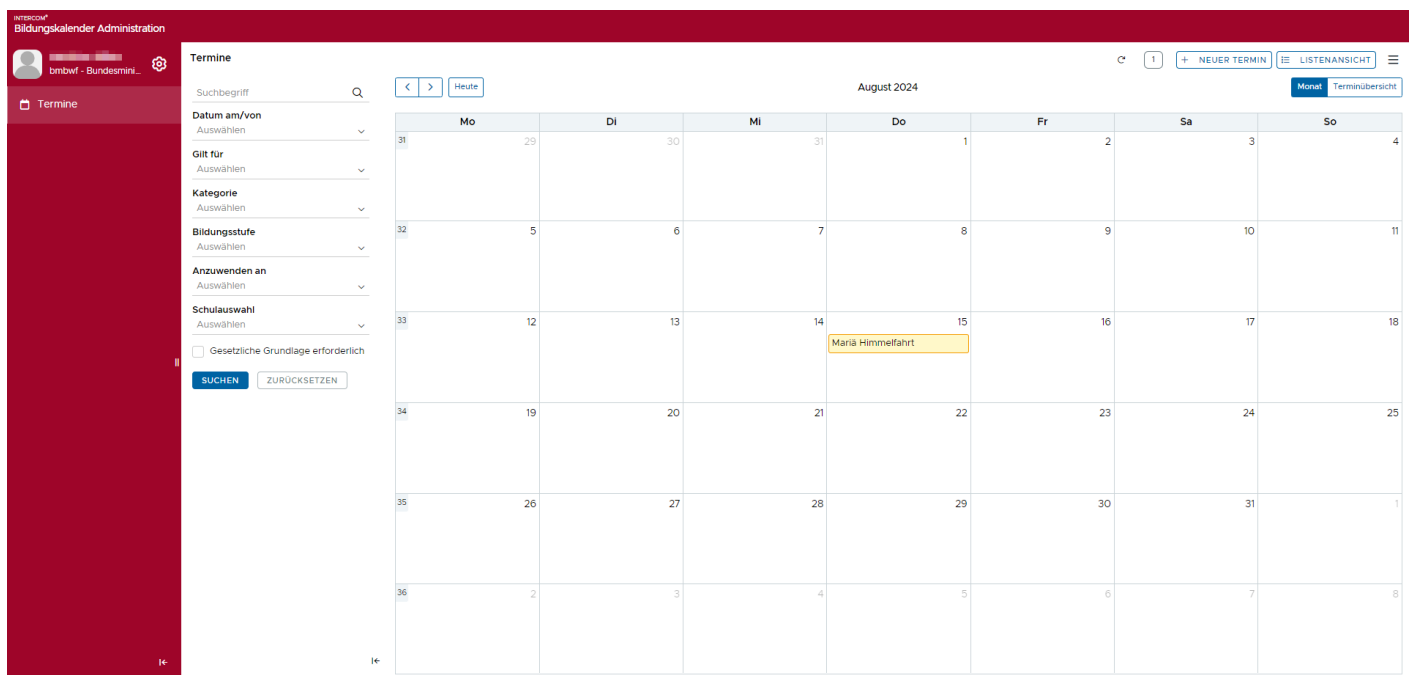 INTERCOM®
Bildungskalender Administration
bmbwf - Bundesmini...
Termine
Termine
1
+ NEUER TERMIN
LISTENANSICHT
Suchbegriff
Datum am/von
Auswählen
Gilt für
Auswählen
Kategorie
Auswählen
Bildungsstufe
Auswählen
Anzuwenden an
Auswählen
Schulauswahl
Auswählen
Gesetzliche Grundlage erforderlich
SUCHEN ZURÜCKSETZEN
< > Heute
August 2024
Monat Terminübersicht
Mo Di Mi Do Fr Sa So
31 29 30 31 1 2 3 4
32 5 6 7 8 9 10 11
33 12 13 14 15 16 17 18
Mariä Himmelfahrt
34 19 20 21 22 23 24 25
35 26 27 28 29 30 31 1
36 2 3 4 5 6 7 8